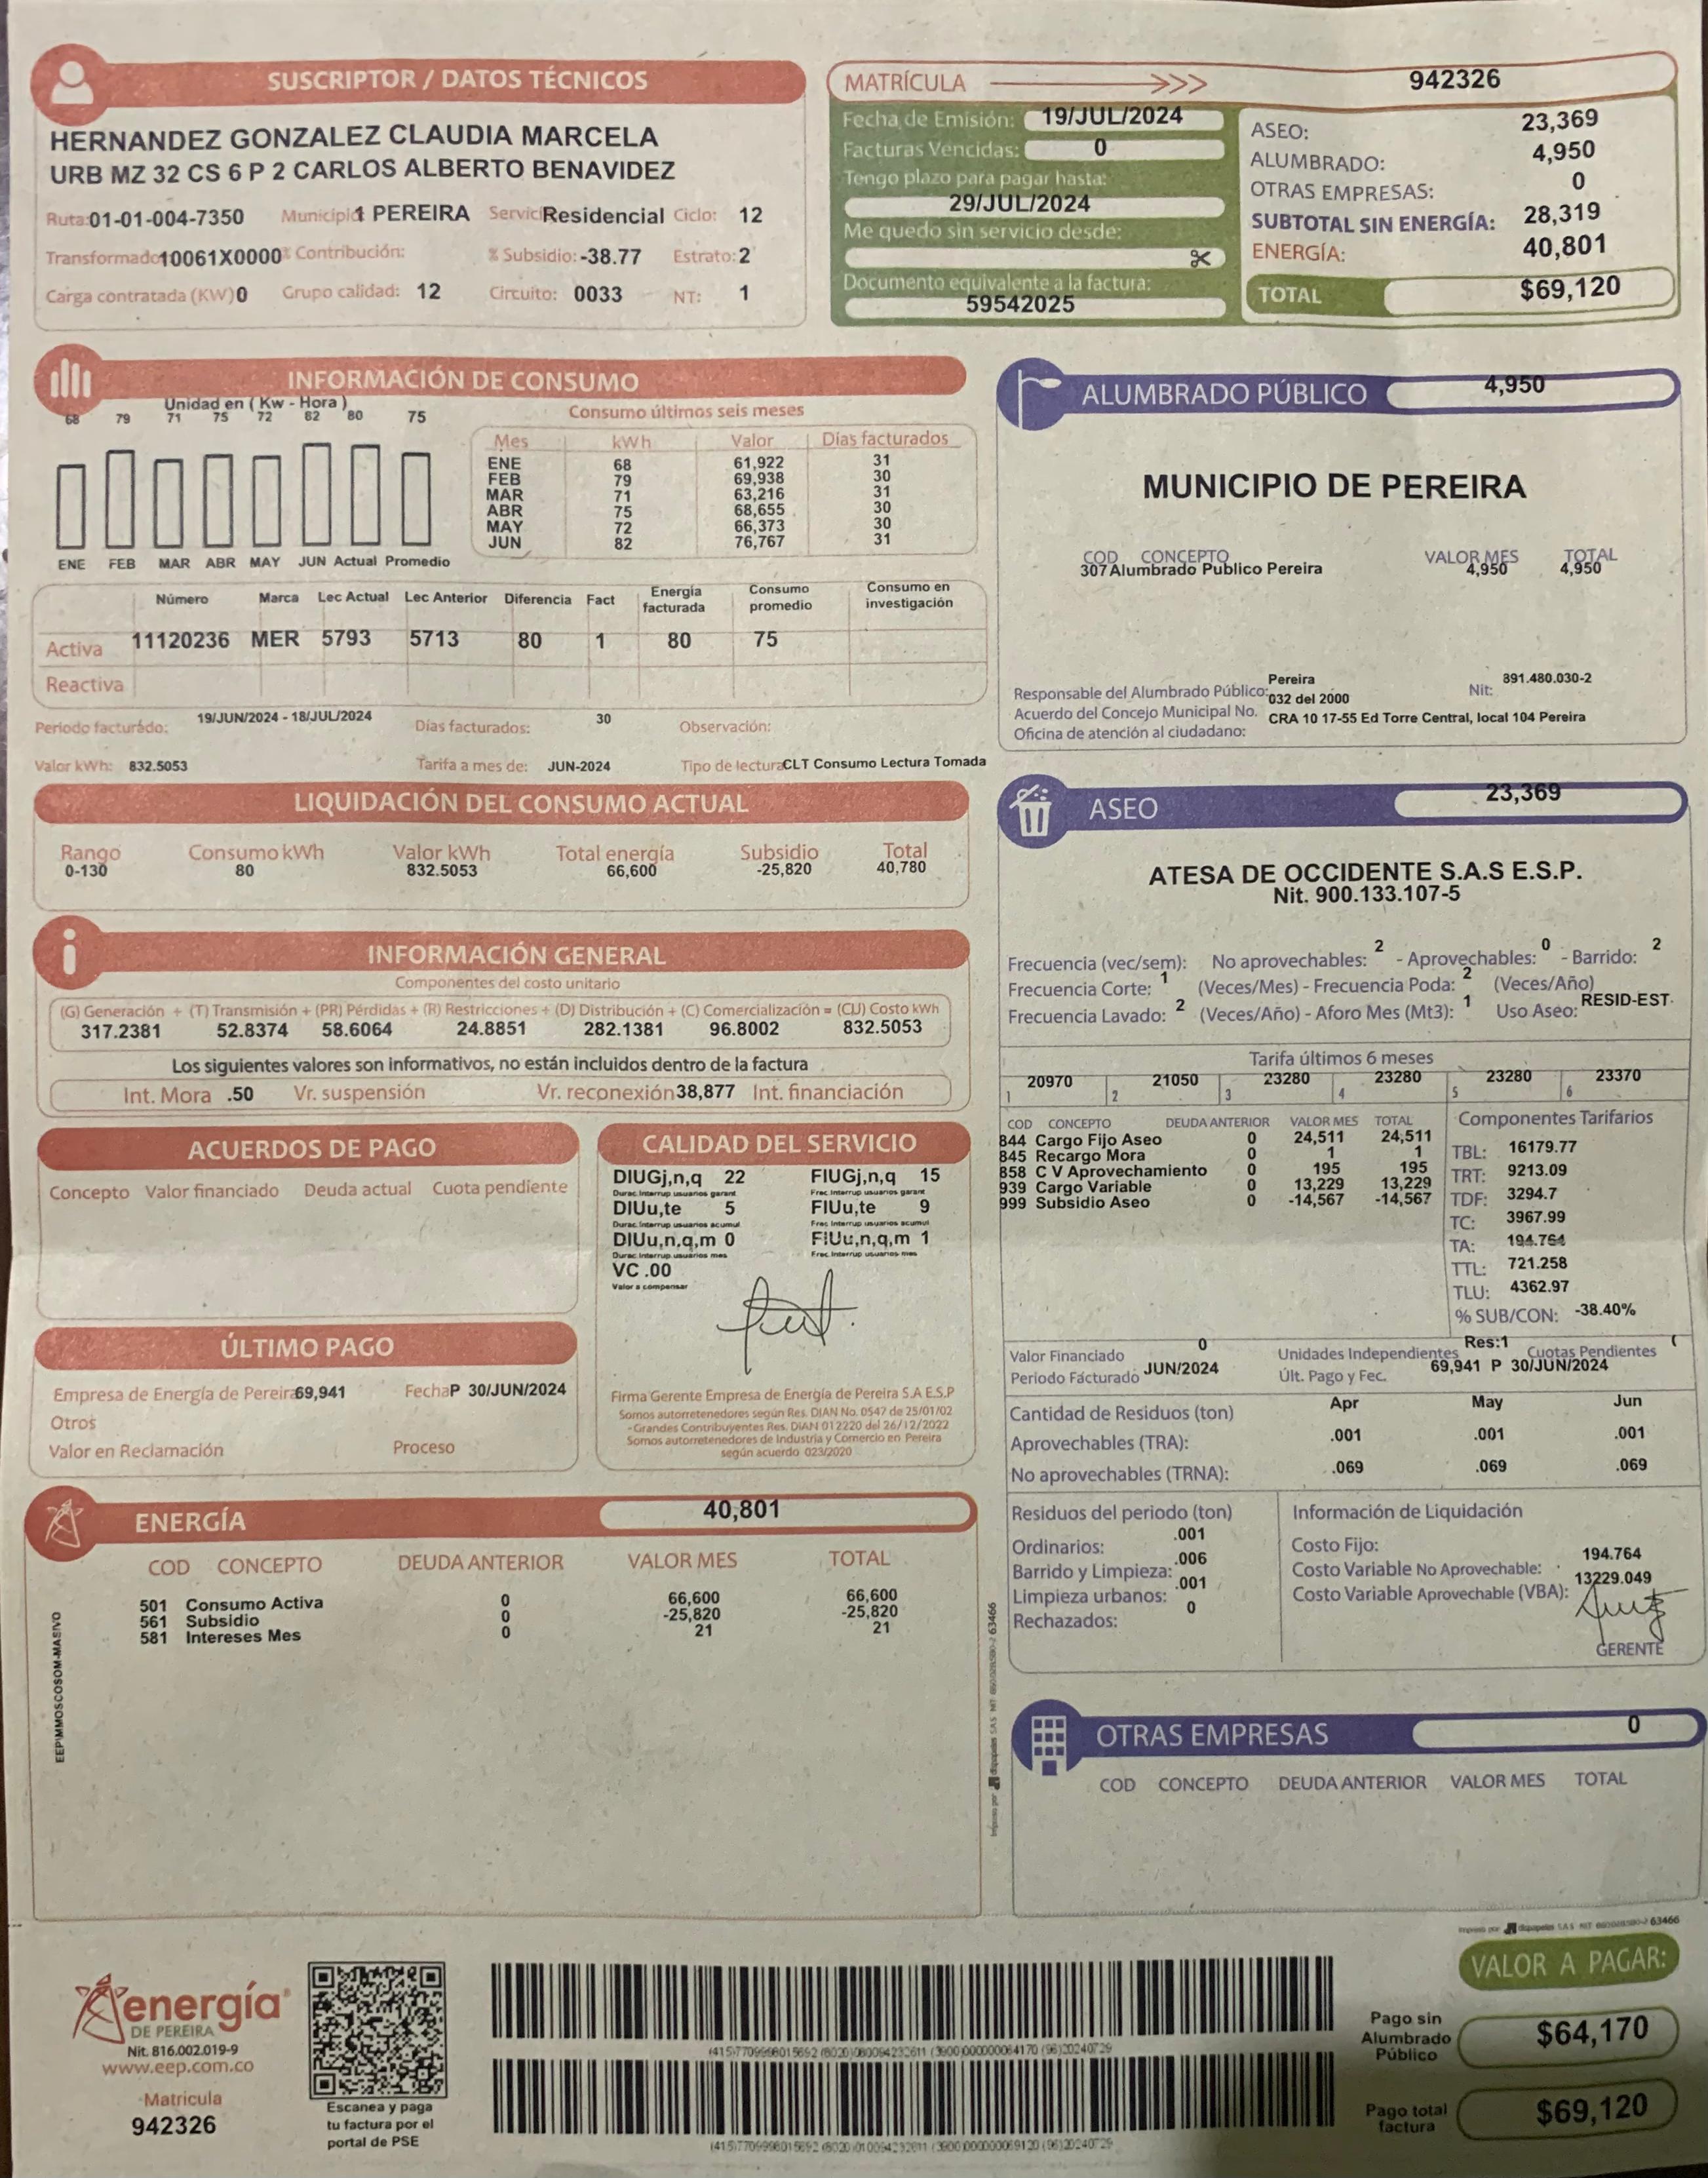 SUSCRIPTOR / DATOS TÉCNICOS
HERNANDEZ GONZALEZ CLAUDIA MARCELA
URB MZ 32 CS 6 P 2 CARLOS ALBERTO BENAVIDEZ
Ruta: 01-01-004-7350 Municipio 1 PEREIRA Servicio Residencial Ciclo: 12
Transformador 10061X0000 % Contribución: % Subsidio: -38.77 Estrato: 2
Carga contratada (KW) 0 Grupo calidad: 12 Circuito: 0033 NT: 1
MATRÍCULA >>> 942326
Fecha de Emisión: 19/JUL/2024
Facturas Vencidas: 0
Tengo plazo para pagar hasta:
29/JUL/2024
Me quedo sin servicio desde:
Documento equivalente a la factura:
59542025
ASEO: 23,369
ALUMBRADO: 4,950
OTRAS EMPRESAS: 0
SUBTOTAL SIN ENERGÍA: 28,319
ENERGÍA: 40,801
TOTAL $69,120
INFORMACIÓN DE CONSUMO
Unidad en ( Kw - Hora )
68 79 71 75 72 82 80 75
ENE FEB MAR ABR MAY JUN Actual Promedio
Consumo últimos seis meses
Mes kWh Valor Días facturados
ENE 68 61,922 31
FEB 79 69,938 30
MAR 71 63,216 31
ABR 75 68,655 30
MAY 72 66,373 30
JUN 82 76,767 31
Número Marca Lec Actual Lec Anterior Diferencia Fact Energía facturada Consumo promedio Consumo en investigación
Activa 11120236 MER 5793 5713 80 1 80 75
Reactiva
Periodo facturado: 19/JUN/2024 - 18/JUL/2024 Días facturados: 30 Observación:
Valor kWh: 832.5053 Tarifa a mes de: JUN-2024 Tipo de lectura CLT Consumo Lectura Tomada
LIQUIDACIÓN DEL CONSUMO ACTUAL
Rango Consumo kWh Valor kWh Total energía Subsidio Total
0-130 80 832.5053 66,600 -25,820 40,780
INFORMACIÓN GENERAL
Componentes del costo unitario
(G) Generación + (T) Transmisión + (PR) Pérdidas + (R) Restricciones + (D) Distribución + (C) Comercialización = (CU) Costo kWh
317.2381 52.8374 58.6064 24.8851 282.1381 96.8002 832.5053
Los siguientes valores son informativos, no están incluidos dentro de la factura
Int. Mora .50 Vr. suspensión Vr. reconexión 38,877 Int. financiación
ACUERDOS DE PAGO
Concepto Valor financiado Deuda actual Cuota pendiente
CALIDAD DEL SERVICIO
DIUGj,n,q 22 FIUGj,n,q 15
Durac.Interrup usuarios garant Frec.Interrup usuarios garant
DIUu,te 5 FIUu,te 9
Durac.Interrup usuarios acumul Frec.Interrup usuarios acumul
DIUu,n,q,m 0 FIUu,n,q,m 1
Durac.Interrup.usuarios mes Frec.Interrup usuarios mes
VC .00
Valor a compensar
Firma Gerente Empresa de Energía de Pereira S.A E.S.P
Somos autorretenedores según Res. DIAN No. 0547 de 25/01/02
-Grandes Contribuyentes Res. DIAN 012220 del 26/12/2022
Somos autorretenedores de Industria y Comercio en Pereira
según acuerdo 023/2020
ÚLTIMO PAGO
Empresa de Energía de Pereira 69,941 Fecha P 30/JUN/2024
Otros
Valor en Reclamación Proceso
ENERGÍA 40,801
COD CONCEPTO DEUDA ANTERIOR VALOR MES TOTAL
501 Consumo Activa 0 66,600 66,600
561 Subsidio 0 -25,820 -25,820
581 Intereses Mes 0 21 21
EEP\MMOSCOSOM-MASIVO
ALUMBRADO PÚBLICO 4,950
MUNICIPIO DE PEREIRA
COD CONCEPTO VALOR MES TOTAL
307 Alumbrado Publico Pereira 4,950 4,950
Responsable del Alumbrado Público: Pereira Nit: 891.480.030-2
Acuerdo del Concejo Municipal No. 032 del 2000
Oficina de atención al ciudadano: CRA 10 17-55 Ed Torre Central, local 104 Pereira
ASEO 23,369
ATESA DE OCCIDENTE S.A.S E.S.P.
Nit. 900.133.107-5
Frecuencia (vec/sem): No aprovechables: 2 - Aprovechables: 0 - Barrido: 2
Frecuencia Corte: 1 (Veces/Mes) - Frecuencia Poda: 2 (Veces/Año)
Frecuencia Lavado: 2 (Veces/Año) - Aforo Mes (Mt3): 1 Uso Aseo: RESID-EST
Tarifa últimos 6 meses
1 20970 2 21050 3 23280 4 23280 5 23280 6 23370
COD CONCEPTO DEUDA ANTERIOR VALOR MES TOTAL
844 Cargo Fijo Aseo 0 24,511 24,511
845 Recargo Mora 0 1 1
858 C V Aprovechamiento 0 195 195
939 Cargo Variable 0 13,229 13,229
999 Subsidio Aseo 0 -14,567 -14,567
Componentes Tarifarios
TBL: 16179.77
TRT: 9213.09
TDF: 3294.7
TC: 3967.99
TA: 194.764
TTL: 721.258
TLU: 4362.97
% SUB/CON: -38.40%
Valor Financiado 0 Unidades Independientes Res:1 Cuotas Pendientes
Periodo Facturado JUN/2024 Últ. Pago y Fec. 69,941 P 30/JUN/2024
Cantidad de Residuos (ton) Apr May Jun
Aprovechables (TRA): .001 .001 .001
No aprovechables (TRNA): .069 .069 .069
Residuos del periodo (ton)
Ordinarios: .001
Barrido y Limpieza: .006
Limpieza urbanos: .001
Rechazados: 0
Información de Liquidación
Costo Fijo: 194.764
Costo Variable No Aprovechable: 13229.049
Costo Variable Aprovechable (VBA):
GERENTE
OTRAS EMPRESAS 0
COD CONCEPTO DEUDA ANTERIOR VALOR MES TOTAL
63466
63466
energía
DE PEREIRA
Nit. 816.002.019-9
www.eep.com.co
Matricula
942326
Escanea y paga
tu factura por el
portal de PSE
VALOR A PAGAR:
Pago sin Alumbrado Público $64,170
Pago total factura $69,120